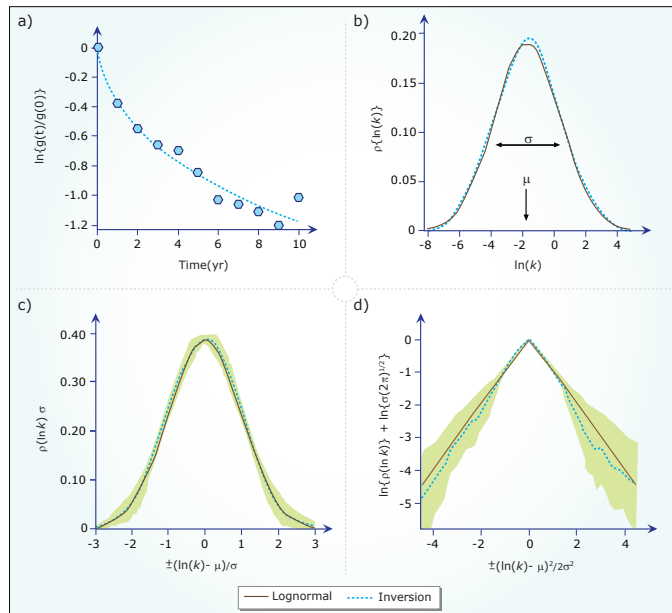 a)
0
-0.2
-0.4
-0.6
-0.8
-1.0
-1.2
ln{g(t)/g(0)}
0 2 4 6 8 10
Time(yr)
b)
0.20
0.15
0.10
0.05
0
ρ{ln(k)}
σ
μ
-8 -6 -4 -2 0 2 4
ln(k)
c)
0.40
0.30
0.40
0.10
0
ρ(ln k) σ
-3 -2 -1 0 1 2 3
±(ln(k)- μ)/σ
d)
0
-1
-2
-3
-4
-5
ln{ρ(ln k)} + ln{σ(2π)^1/2}
-4 -2 0 2 4
±(ln(k)- μ)²/2σ²
Lognormal Inversion